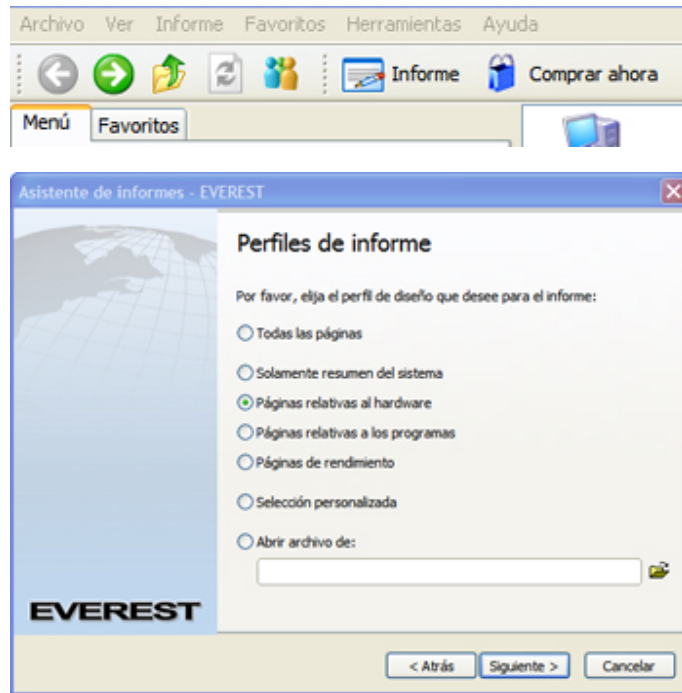 Archivo Ver Informe Favoritos Herramientas Ayuda
Informe Comprar ahora
Menú Favoritos
Asistente de informes - EVEREST
Perfiles de informe
Por favor, elija el perfil de diseño que desee para el informe:
Todas las páginas
Solamente resumen del sistema
Páginas relativas al hardware
Páginas relativas a los programas
Páginas de rendimiento
Selección personalizada
Abrir archivo de:
EVEREST
< Atrás Siguiente > Cancelar